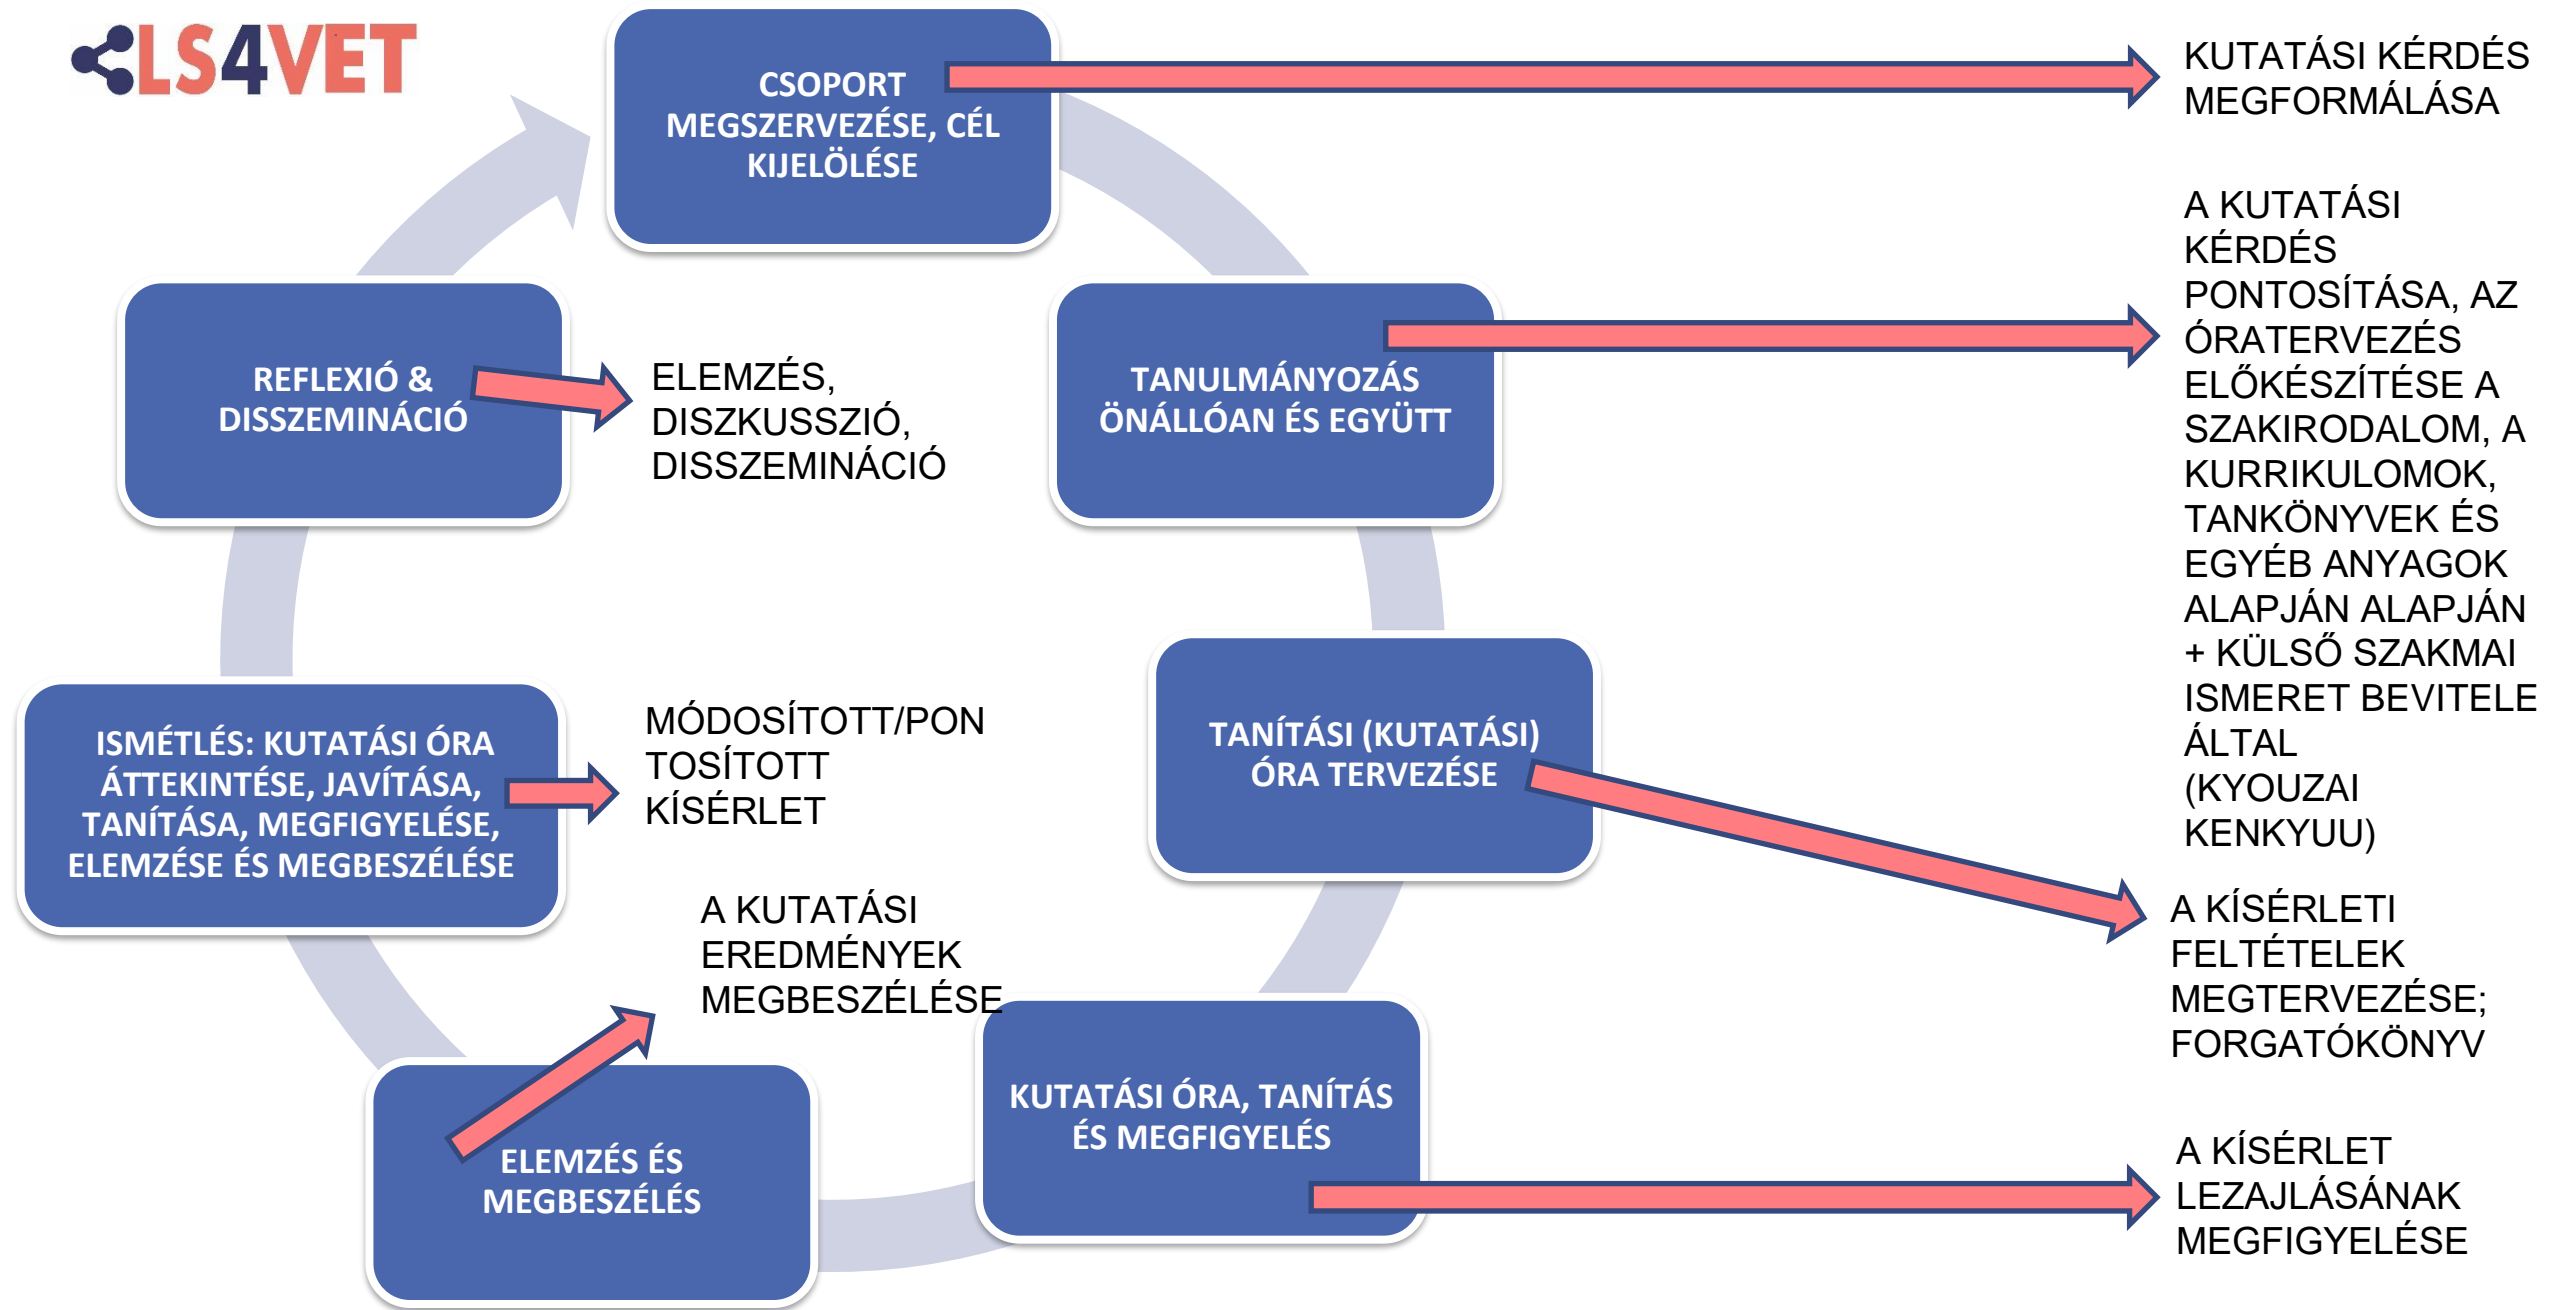 LS4VET
CSOPORT
MEGSZERVEZÉSE, CÉL
KIJELÖLÉSE
KUTATÁSI KÉRDÉS
MEGFORMÁLÁSA
TANULMÁNYOZÁS
ÖNÁLLÓAN ÉS EGYÜTT
A KUTATÁSI
KÉRDÉS
PONTOSÍTÁSA, AZ
ÓRATERVEZÉS
ELŐKÉSZÍTÉSE A
SZAKIRODALOM, A
KURRIKULOMOK,
TANKÖNYVEK ÉS
EGYÉB ANYAGOK
ALAPJÁN ALAPJÁN
+ KÜLSŐ SZAKMAI
ISMERET BEVITELE
ÁLTAL
(KYOUZAI
KENKYUU)
TANÍTÁSI (KUTATÁSI)
ÓRA TERVEZÉSE
A KÍSÉRLETI
FELTÉTELEK
MEGTERVEZÉSE;
FORGATÓKÖNYV
KUTATÁSI ÓRA, TANÍTÁS
ÉS MEGFIGYELÉS
A KÍSÉRLET
LEZAJLÁSÁNAK
MEGFIGYELÉSE
ELEMZÉS ÉS
MEGBESZÉLÉS
A KUTATÁSI
EREDMÉNYEK
MEGBESZÉLÉSE
ISMÉTLÉS: KUTATÁSI ÓRA
ÁTTEKINTÉSE, JAVÍTÁSA,
TANÍTÁSA, MEGFIGYELÉSE,
ELEMZÉSE ÉS MEGBESZÉLÉSE
MÓDOSÍTOTT/PON
TOSÍTOTT
KÍSÉRLET
REFLEXIÓ &
DISSZEMINÁCIÓ
ELEMZÉS,
DISZKUSSZIÓ,
DISSZEMINÁCIÓ